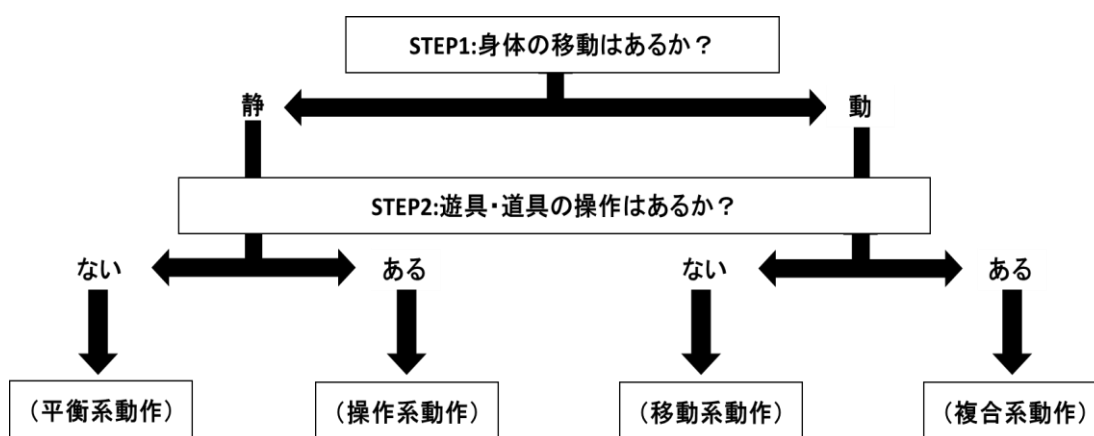 STEP1:身体の移動はあるか？
静
動
STEP2:遊具・道具の操作はあるか？
ない
ある
ない
ある
（平衡系動作）
（操作系動作）
（移動系動作）
（複合系動作）